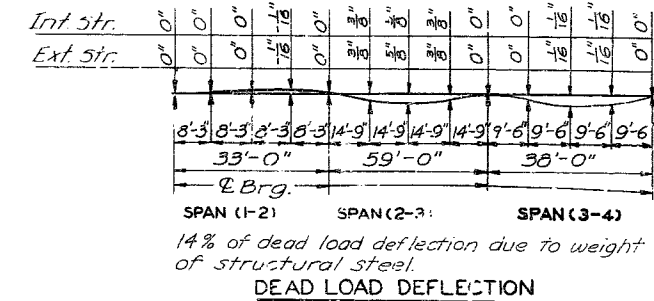 Int. Str. 0" 0" 0" -1/16" 0" 3/8" 3/8" 0" 0" 1/16" 1/16" 0"
Ext. Str. 0" 0" 0" -1/16" 0" 3/8" 5/8" 3/8" 0" 0" 1/16" 1/16" 0"
8'-3" 8'-3" 8'-3" 8'-3" 14'-9" 14'-9" 14'-9" 14'-9" 9'-6" 9'-6" 9'-6" 9'-6
33'-0" 59'-0" 38'-0"
℄ Brg.
SPAN (1-2) SPAN (2-3) SPAN (3-4)
14% of dead load deflection due to weight
of structural steel.
DEAD LOAD DEFLECTION